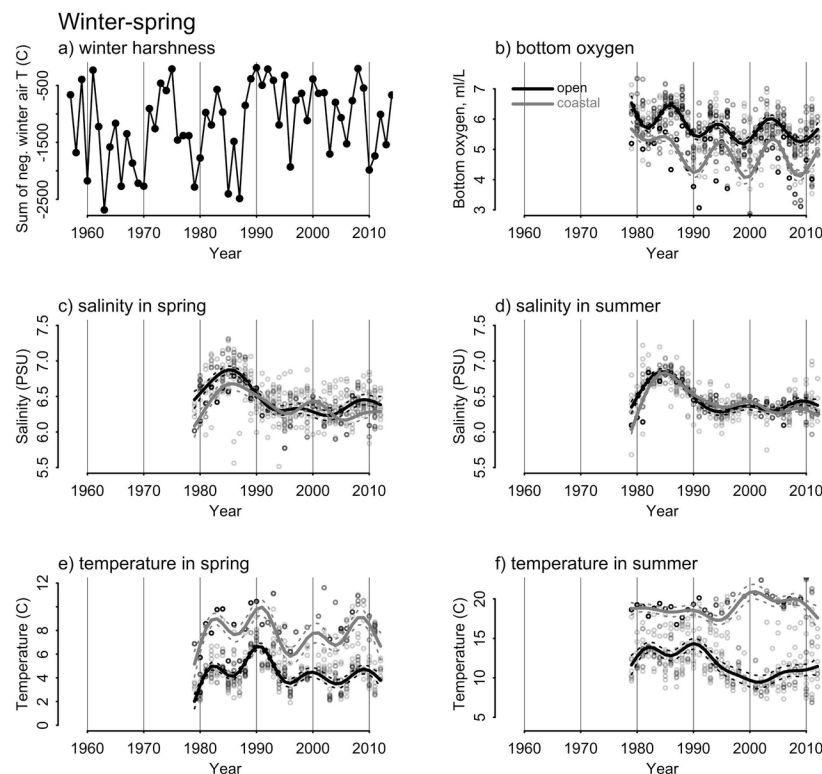 Winter-spring
a) winter harshness
Sum of neg. winter air T (C)
-500
-1500
-2500
1960 1970 1980 1990 2000 2010
Year
b) bottom oxygen
Bottom oxygen, ml/L
7
6
5
4
3
open
coastal
1960 1970 1980 1990 2000 2010
Year
c) salinity in spring
Salinity (PSU)
7.5
7.0
6.5
6.0
5.5
1960 1970 1980 1990 2000 2010
Year
d) salinity in summer
Salinity (PSU)
7.5
7.0
6.5
6.0
5.5
1960 1970 1980 1990 2000 2010
Year
e) temperature in spring
Temperature (C)
12
8
6
4
2
0
1960 1970 1980 1990 2000 2010
Year
f) temperature in summer
Temperature (C)
20
15
10
5
1960 1970 1980 1990 2000 2010
Year